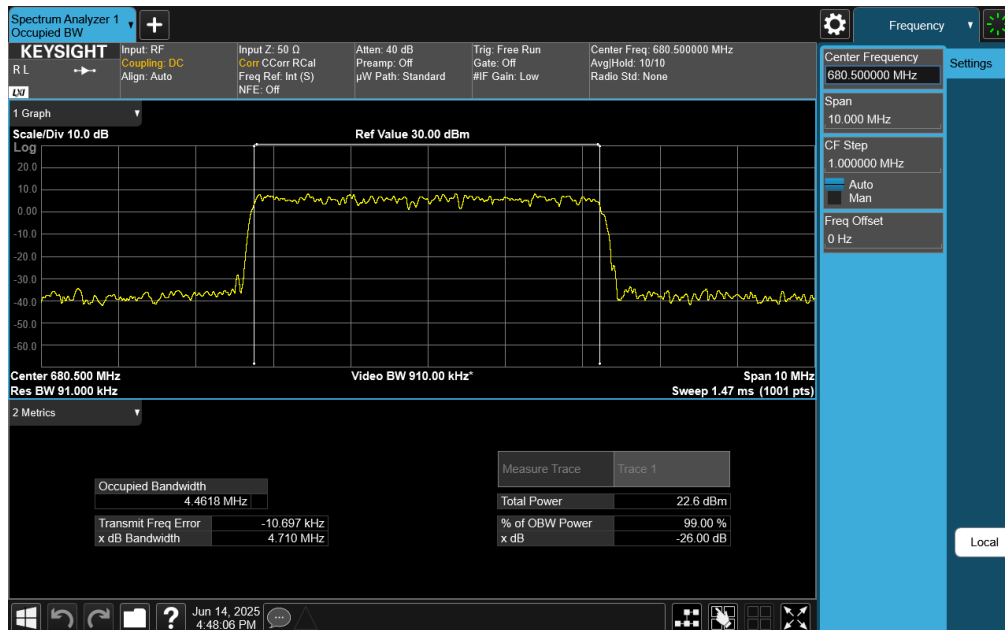 Spectrum Analyzer 1
Occupied BW
Frequency
KEYSIGHT
R L
LXI
Input: RF
Coupling: DC
Align: Auto
Input Z: 50 Ω
Corr CCorr RCal
Freq Ref: Int (S)
NFE: Off
Atten: 40 dB
Preamp: Off
µW Path: Standard
Trig: Free Run
Gate: Off
#IF Gain: Low
Center Freq: 680.500000 MHz
Avg|Hold: 10/10
Radio Std: None
Center Frequency
680.500000 MHz
Settings
Span
10.000 MHz
CF Step
1.000000 MHz
Auto
Man
Freq Offset
0 Hz
Local
1 Graph
Scale/Div 10.0 dB
Ref Value 30.00 dBm
Log
20.0
10.0
0.00
-10.0
-20.0
-30.0
-40.0
-50.0
-60.0
Center 680.500 MHz
Video BW 910.00 kHz*
Span 10 MHz
Res BW 91.000 kHz
Sweep 1.47 ms (1001 pts)
2 Metrics
Measure Trace Trace 1
Occupied Bandwidth
4.4618 MHz
Total Power 22.6 dBm
Transmit Freq Error -10.697 kHz
% of OBW Power 99.00 %
x dB Bandwidth 4.710 MHz
x dB -26.00 dB
Jun 14, 2025
4:48:06 PM